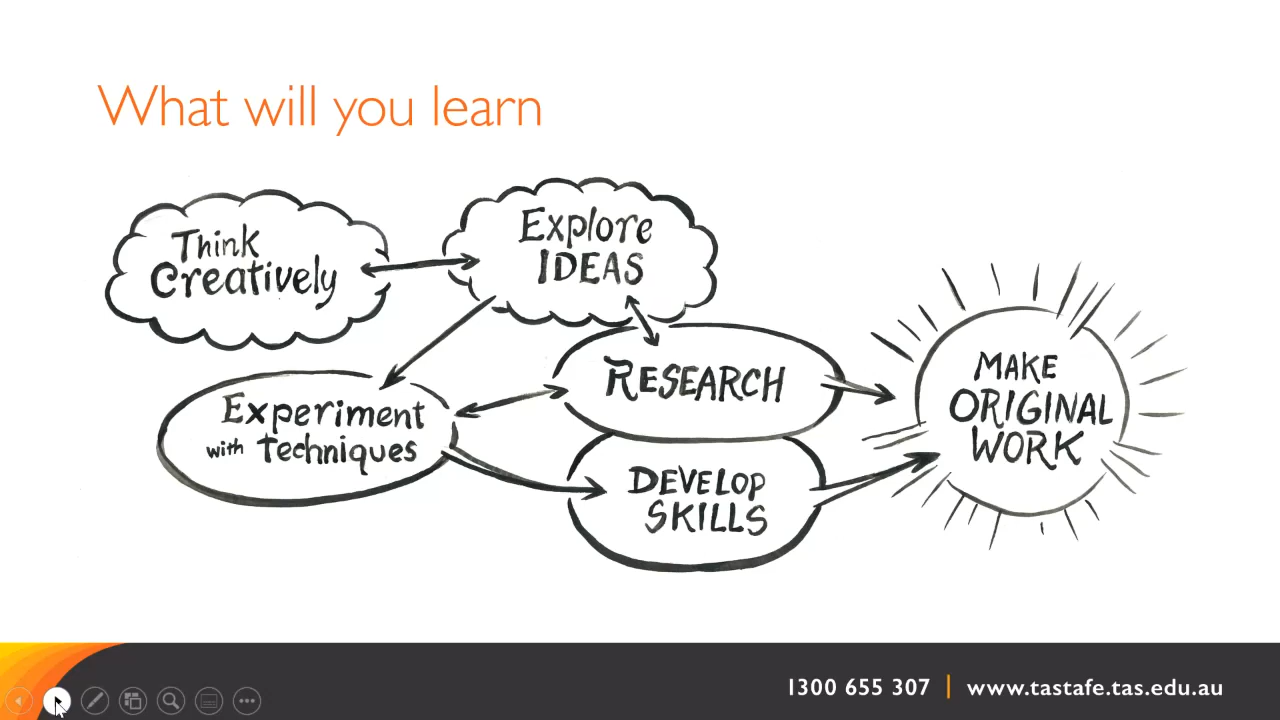 What will you learn
Think
Creatively
Explore
IDEAS
Experiment
with Techniques
RESEARCH
DEVELOP
SKILLS
MAKE
ORIGINAL
WORK
1300 655 307 | www.tastafe.tas.edu.au